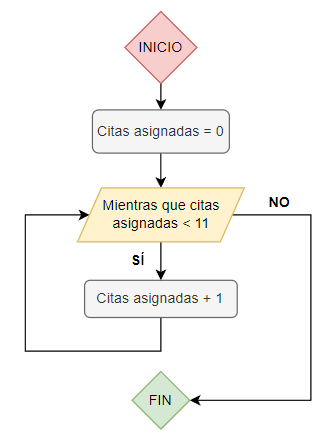 INICIO
Citas asignadas = 0
Mientras que citas
asignadas < 11
NO
SÍ
Citas asignadas + 1
FIN